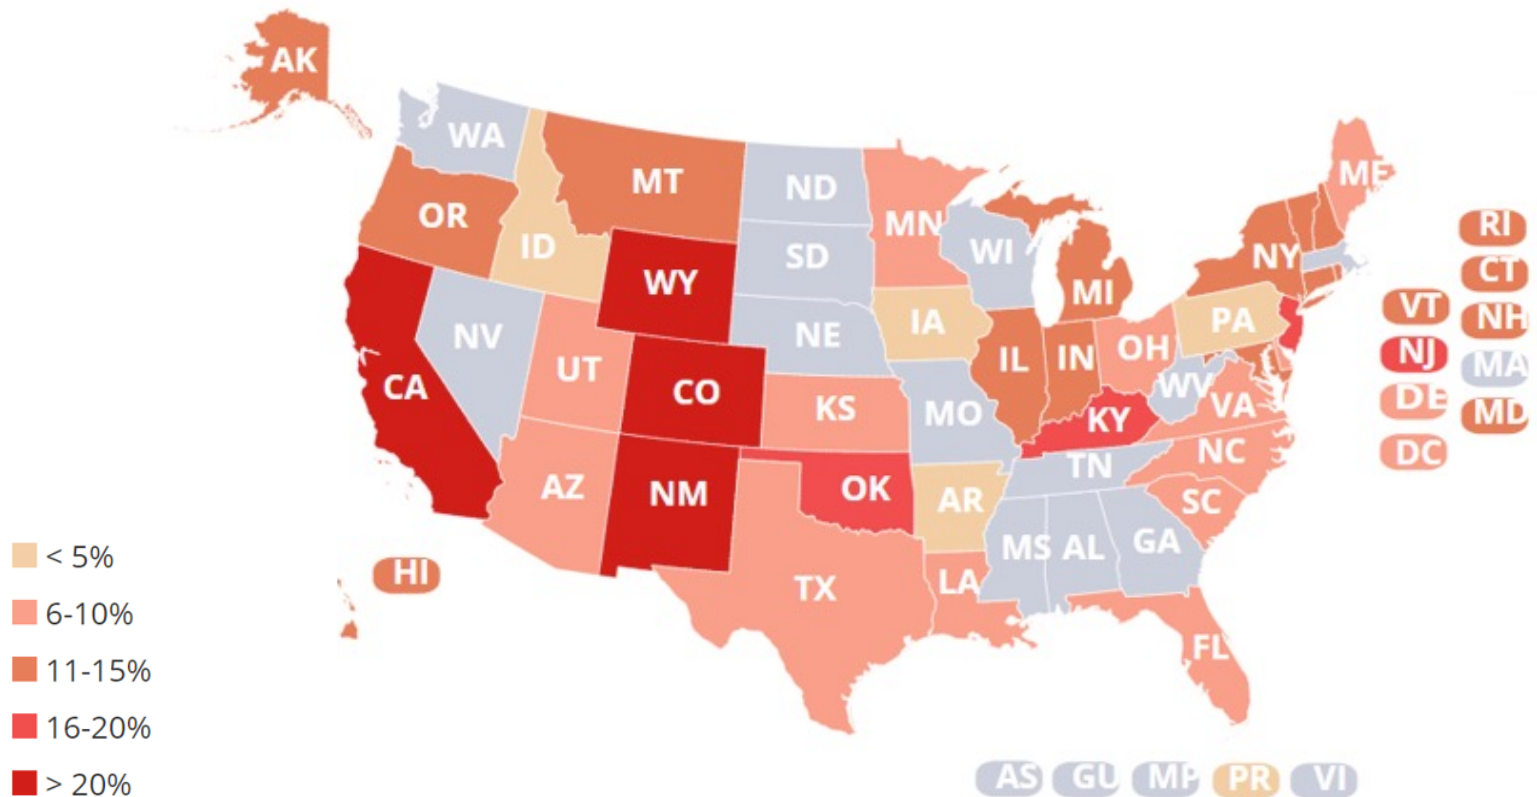 AK
WA
MT
ND
MN
ME
OR
ID
SD
WI
NY
RI
WY
MI
CT
NV
NE
IA
PA
VT
NH
CA
UT
CO
IL
IN
OH
NJ
MA
KS
MO
WV
VA
DE
MD
KY
AZ
NM
OK
AR
TN
NC
DC
SC
MS
AL
GA
< 5%
HI
TX
LA
6-10%
FL
11-15%
16-20%
> 20%
AS
GU
MP
PR
VI